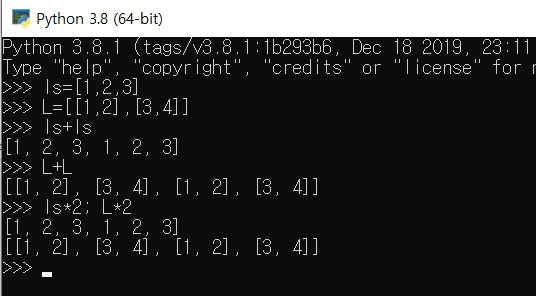 Python 3.8 (64-bit)
Python 3.8.1 (tags/v3.8.1:1b293b6, Dec 18 2019, 23:11
Type "help", "copyright", "credits" or "license" for
>>> ls=[1,2,3]
>>> L=[[1,2],[3,4]]
>>> ls+ls
[1, 2, 3, 1, 2, 3]
>>> L+L
[[1, 2], [3, 4], [1, 2], [3, 4]]
>>> ls*2; L*2
[1, 2, 3, 1, 2, 3]
[[1, 2], [3, 4], [1, 2], [3, 4]]
>>>